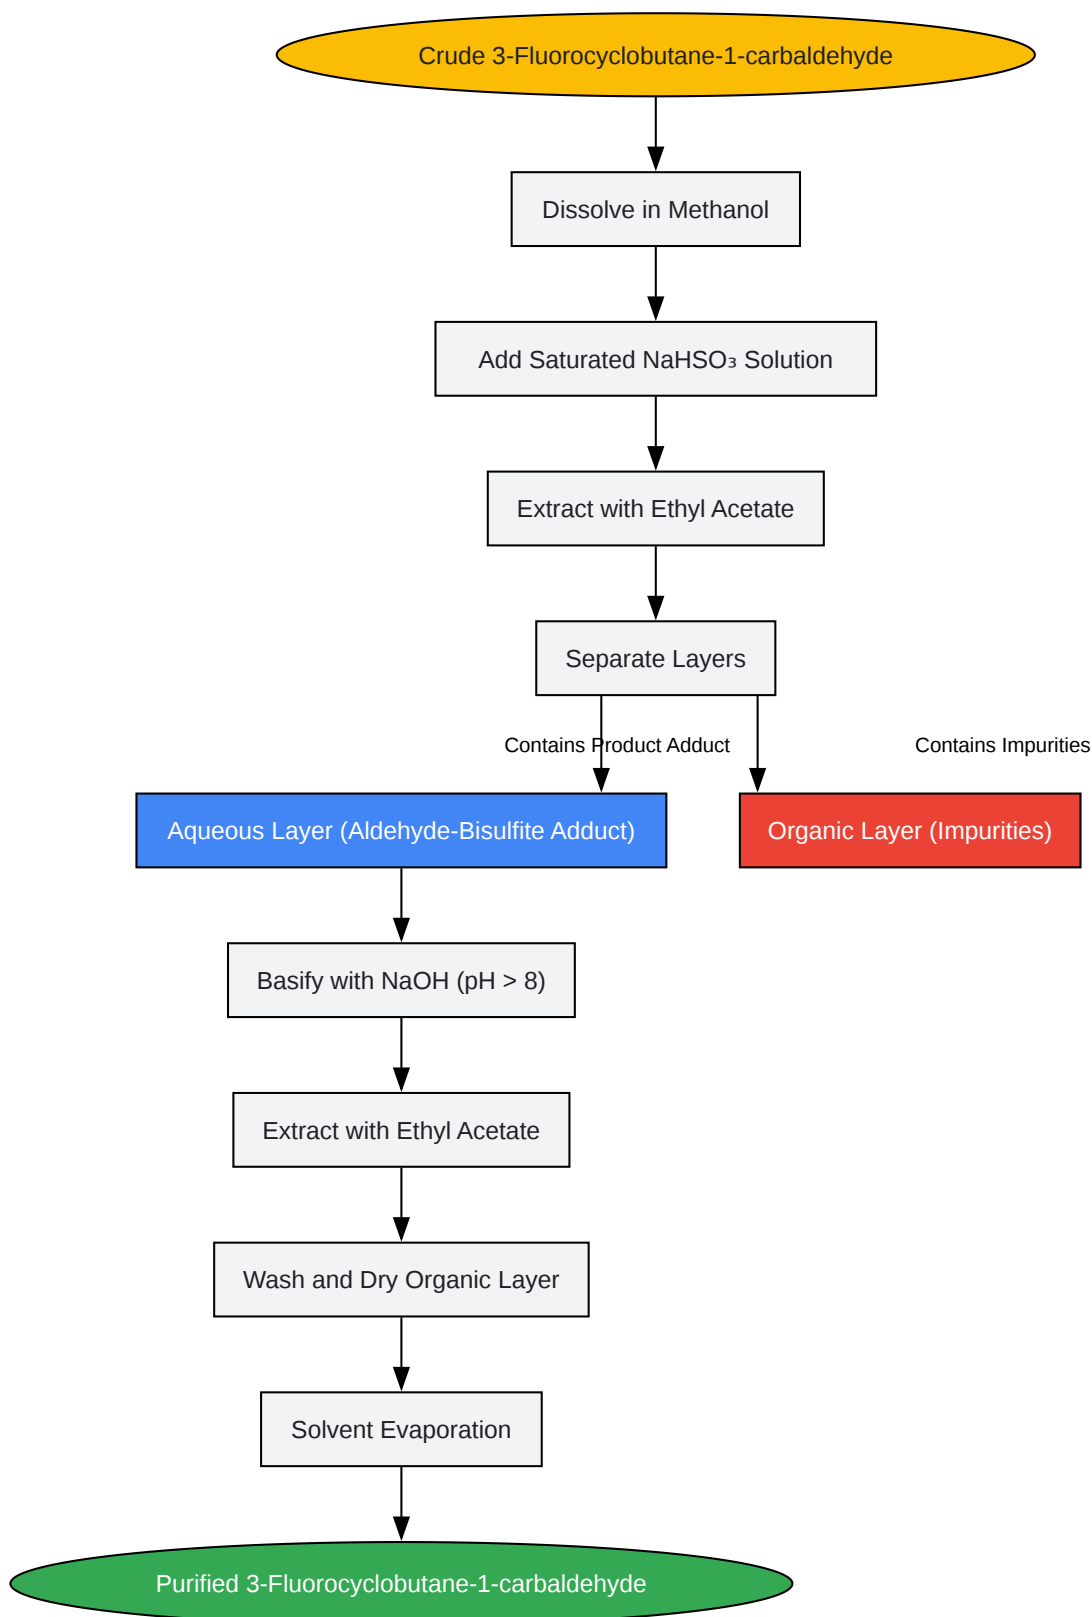 Crude 3-Fluorocyclobutane-1-carbaldehyde
Dissolve in Methanol
Add Saturated NaHSO₃ Solution
Extract with Ethyl Acetate
Separate Layers
Contains Product Adduct
Contains Impurities
Aqueous Layer (Aldehyde-Bisulfite Adduct)
Organic Layer (Impurities)
Basify with NaOH (pH > 8)
Extract with Ethyl Acetate
Wash and Dry Organic Layer
Solvent Evaporation
Purified 3-Fluorocyclobutane-1-carbaldehyde